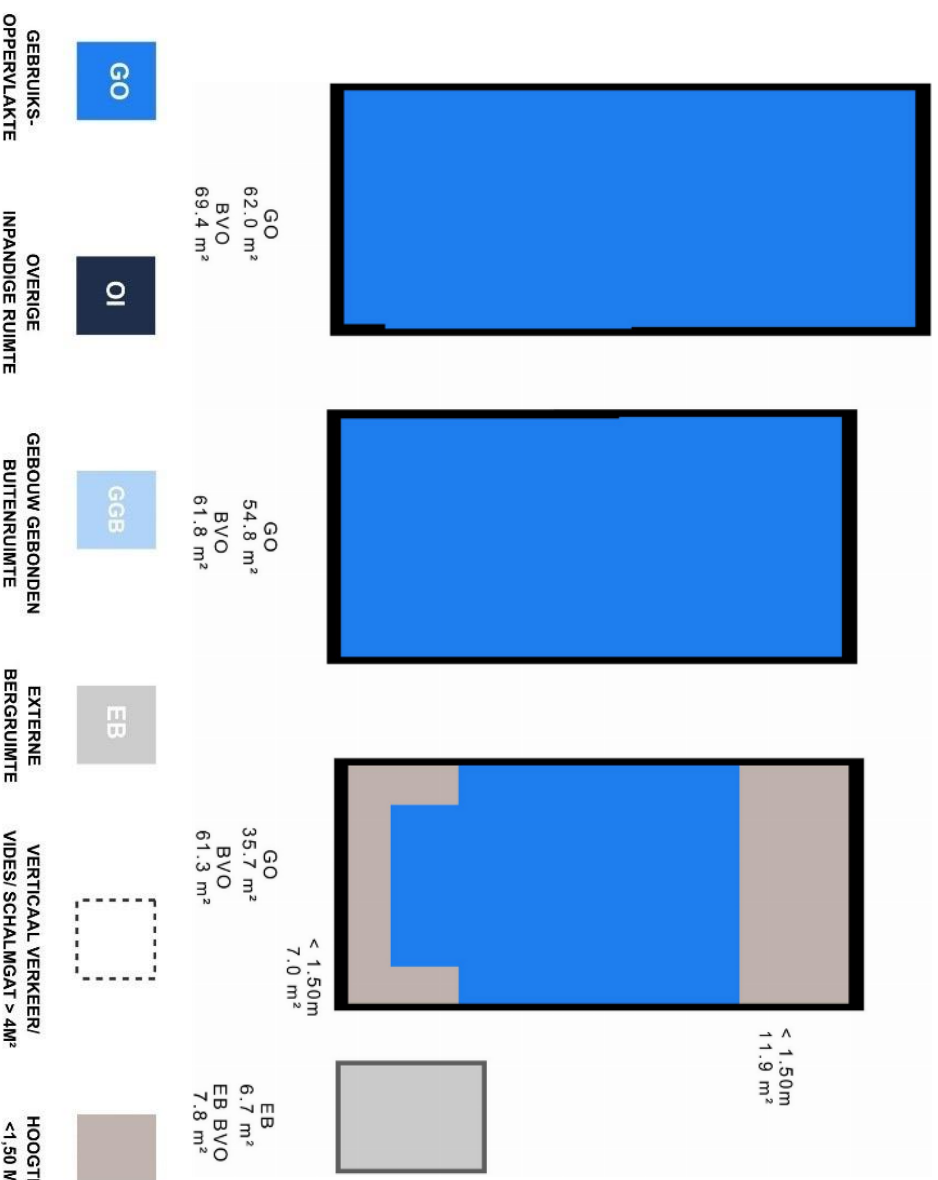 GO
62.0 m²
BVO
69.4 m²
GO
54.8 m²
BVO
61.8 m²
< 1.50m
11.9 m²
< 1.50m
7.0 m²
GO
35.7 m²
BVO
61.3 m²
EB
6.7 m²
EB BVO
7.8 m²
GO
GEBRUIKS-
OPPERVLAKTE
OI
OVERIGE
INPANDIGE RUIMTE
GGB
GEBOUW GEBONDEN
BUITENRUIMTE
EB
EXTERNE
BERGRUIMTE
VERTICAAL VERKEER/
VIDES/ SCHALMGAT > 4M²
HOOGT
<1,50 M